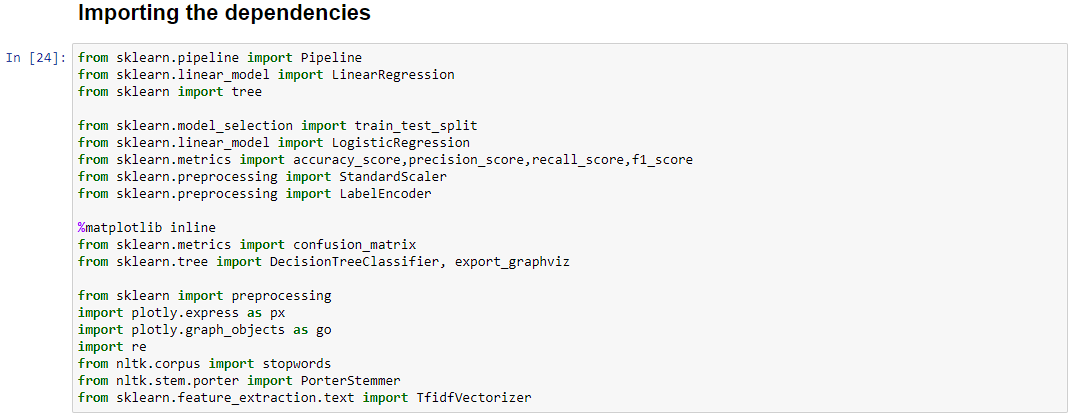 Importing the dependencies
In [24]:
from sklearn.pipeline import Pipeline
from sklearn.linear_model import LinearRegression
from sklearn import tree
from sklearn.model_selection import train_test_split
from sklearn.linear_model import LogisticRegression
from sklearn.metrics import accuracy_score,precision_score,recall_score,f1_score
from sklearn.preprocessing import StandardScaler
from sklearn.preprocessing import LabelEncoder
%matplotlib inline
from sklearn.metrics import confusion_matrix
from sklearn.tree import DecisionTreeClassifier, export_graphviz
from sklearn import preprocessing
import plotly.express as px
import plotly.graph_objects as go
import re
from nltk.corpus import stopwords
from nltk.stem.porter import PorterStemmer
from sklearn.feature_extraction.text import TfidfVectorizer